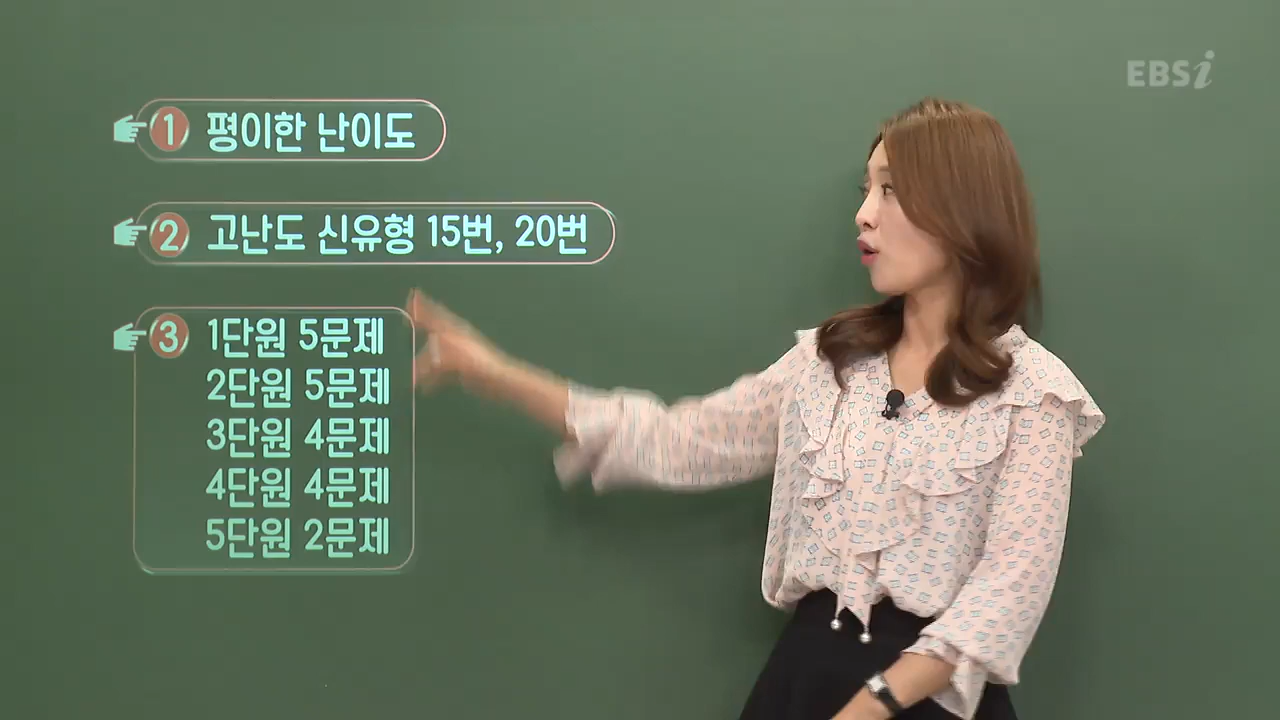 EBSi
1 평이한 난이도
2 고난도 신유형 15번, 20번
3 1단원 5문제
2단원 5문제
3단원 4문제
4단원 4문제
5단원 2문제